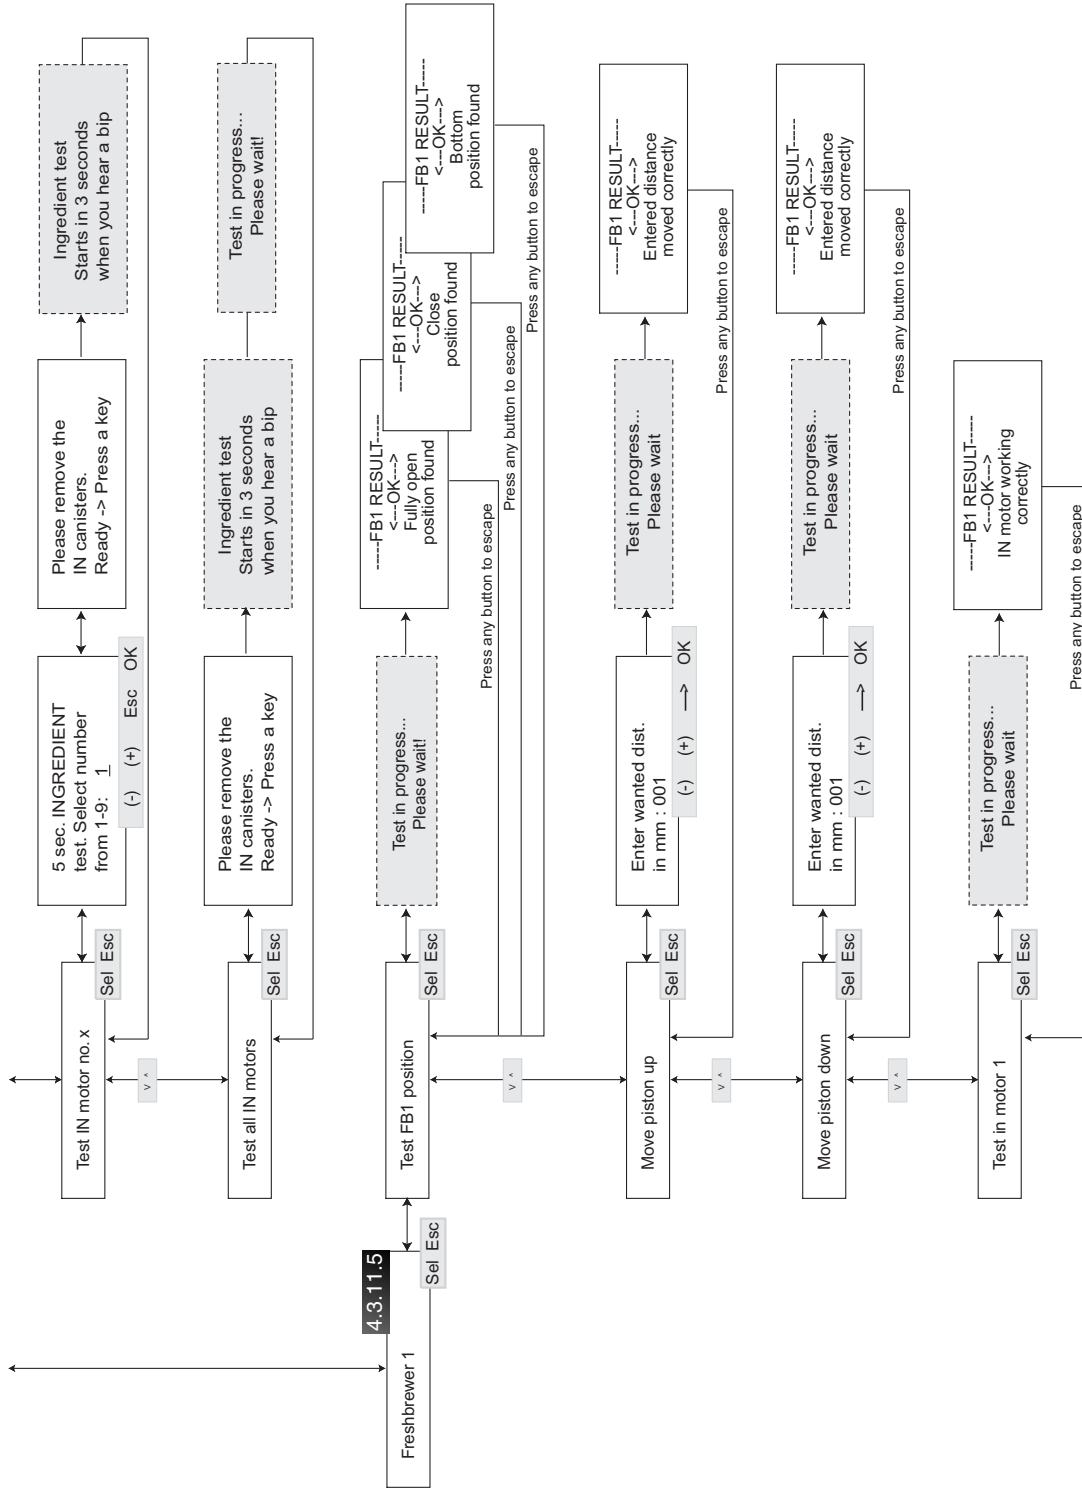 Test IN motor no. x
Sel Esc
5 sec. INGREDIENT
test. Select number
from 1-9: 1
(-) (+) Esc OK
Please remove the
IN canisters.
Ready -> Press a key
Ingredient test
Starts in 3 seconds
when you hear a bip
v ^
Test all IN motors
Sel Esc
Please remove the
IN canisters.
Ready -> Press a key
Ingredient test
Starts in 3 seconds
when you hear a bip
Test in progress...
Please wait!
4.3.11.5
Freshbrewer 1
Sel Esc
Test FB1 position
Sel Esc
Test in progress...
Please wait!
-----FB1 RESULT-----
<---OK--->
Fully open
position found
-----FB1 RESULT-----
<---OK--->
Close
position found
-----FB1 RESULT-----
<---OK--->
Bottom
position found
Press any button to escape
Press any button to escape
Press any button to escape
v ^
Move piston up
Sel Esc
Enter wanted dist.
in mm : 001
(-) (+) —> OK
Test in progress...
Please wait
-----FB1 RESULT-----
<---OK--->
Entered distance
moved correctly
Press any button to escape
v ^
Move piston down
Sel Esc
Enter wanted dist.
in mm : 001
(-) (+) —> OK
Test in progress...
Please wait
-----FB1 RESULT-----
<---OK--->
Entered distance
moved correctly
Press any button to escape
v ^
Test in motor 1
Sel Esc
Test in progress...
Please wait
-----FB1 RESULT-----
<---OK--->
IN motor working
correctly
Press any button to escape